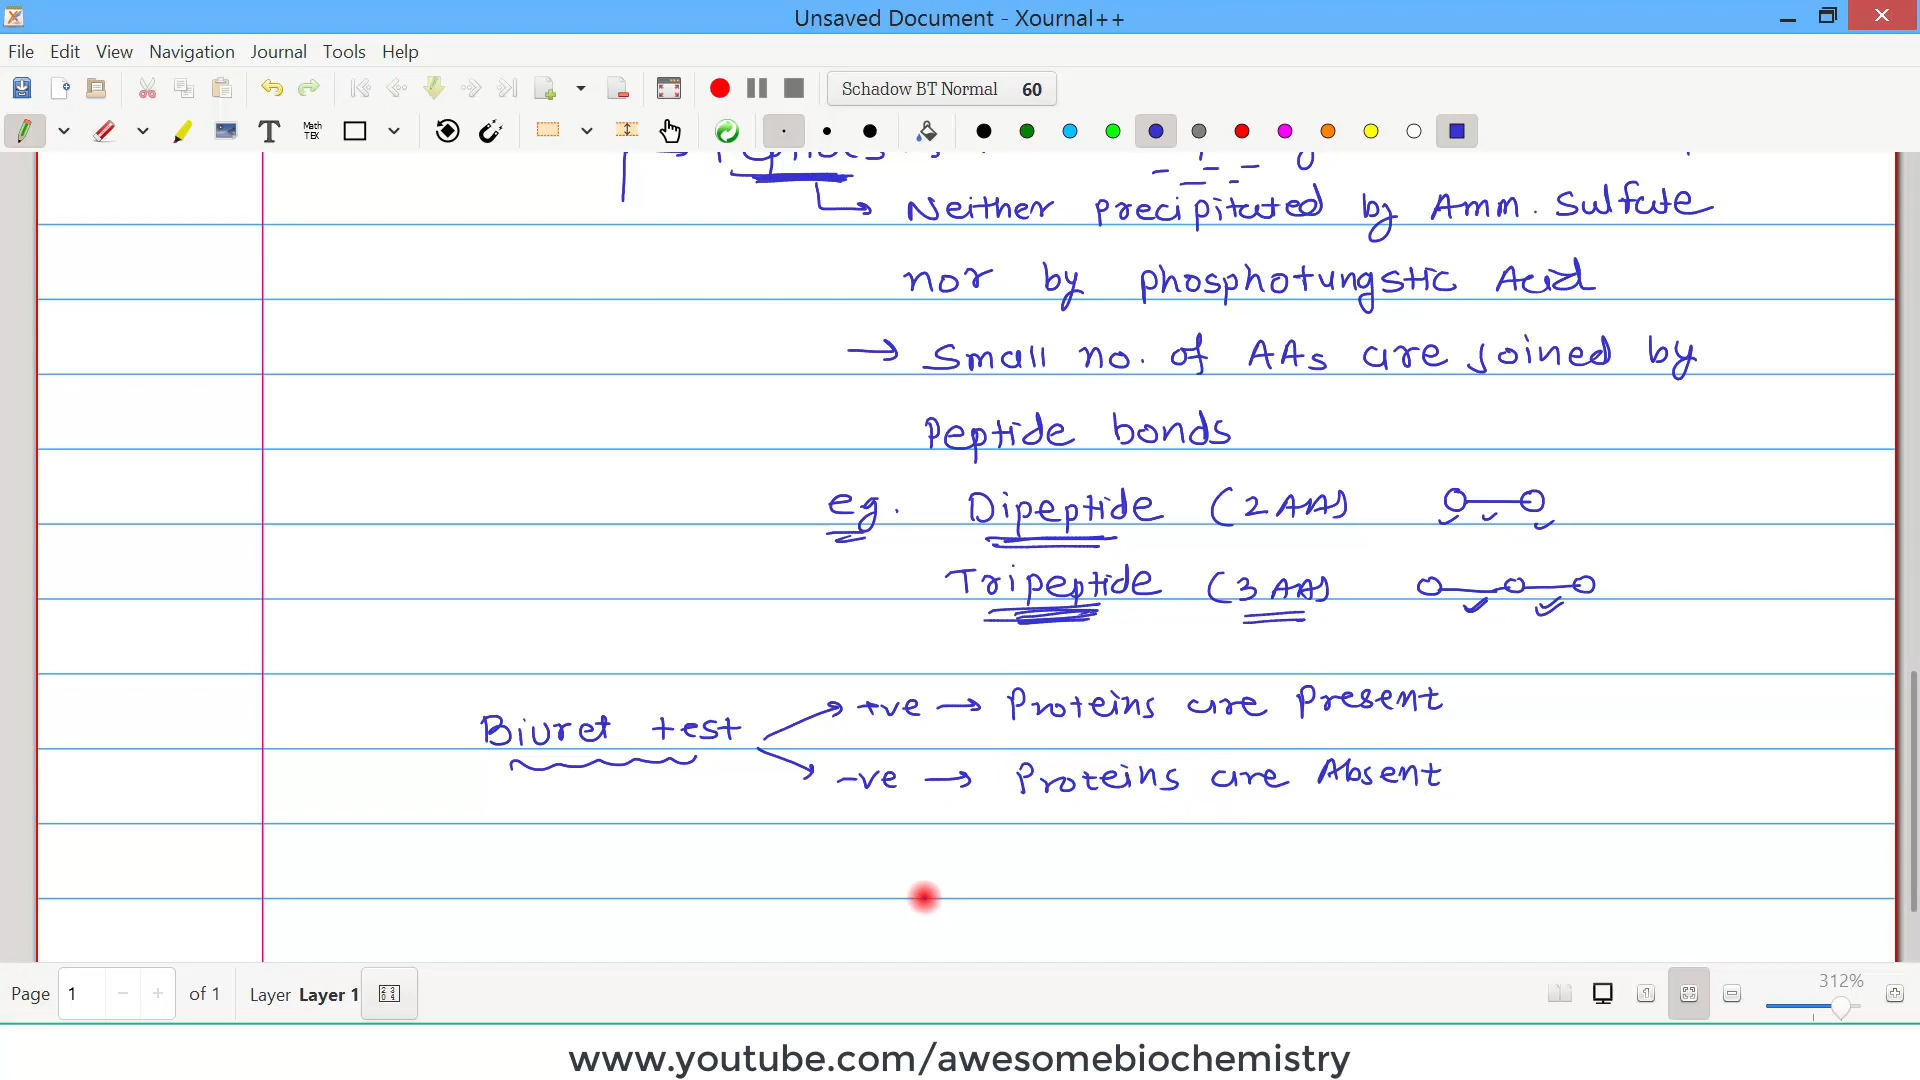 Unsaved Document - Xournal++
File Edit View Navigation Journal Tools Help
Schadow BT Normal 60
Math TEX
Peptides
→ Neither precipitated by Amm. Sulfate
nor by phosphotungstic Acid
→ Small no. of AAs are joined by
Peptide bonds
eg. Dipeptide (2 AAs)
Tripeptide (3 AAs)
+ve → Proteins are Present
Biuret test
-ve → Proteins are Absent
Page 1 of 1 Layer Layer 1
312%
www.youtube.com/awesomebiochemistry